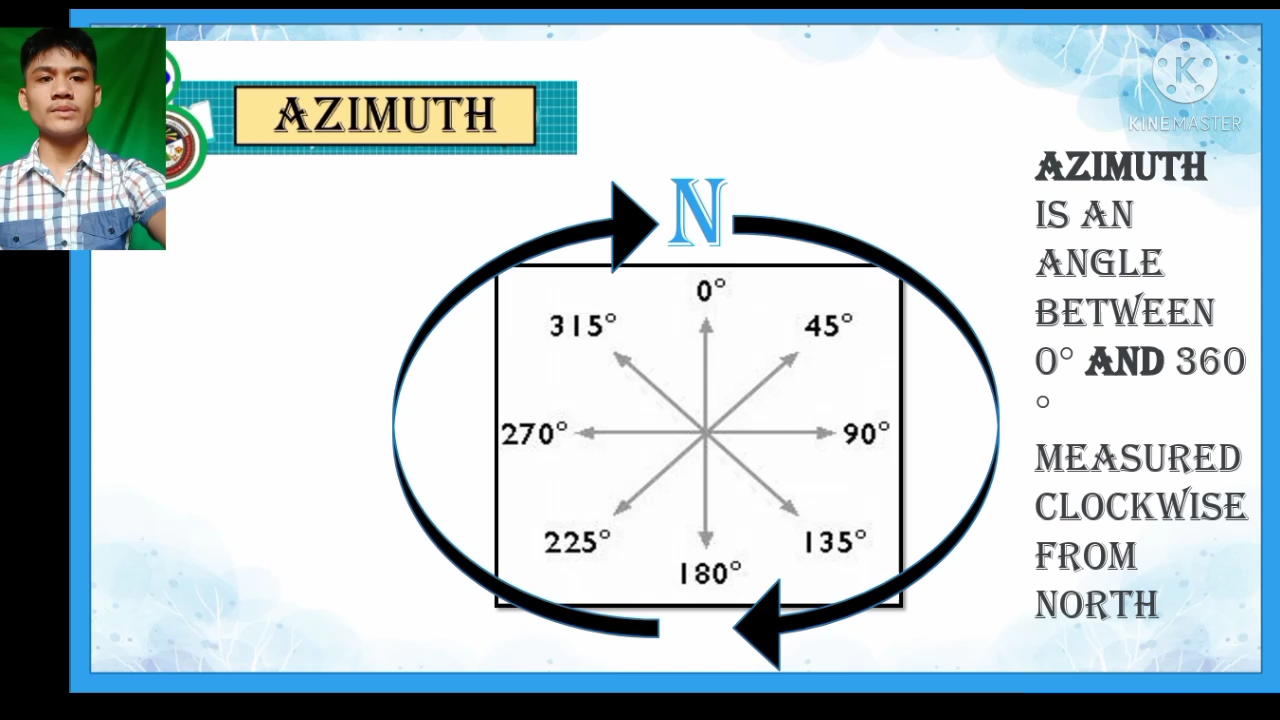 AZIMUTH
N
0°
315°
45°
270°
90°
225°
135°
180°
K
KINEMASTER
AZIMUTH
IS AN
ANGLE
BETWEEN
0° AND 360
°
MEASURED
CLOCKWISE
FROM
NORTH